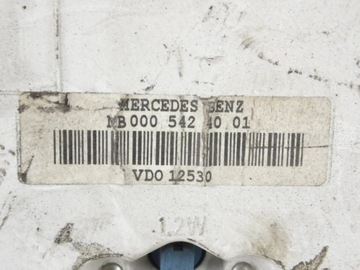 MERCEDES BENZ
MB 000 542 40 01
VDO 12530
1.2W